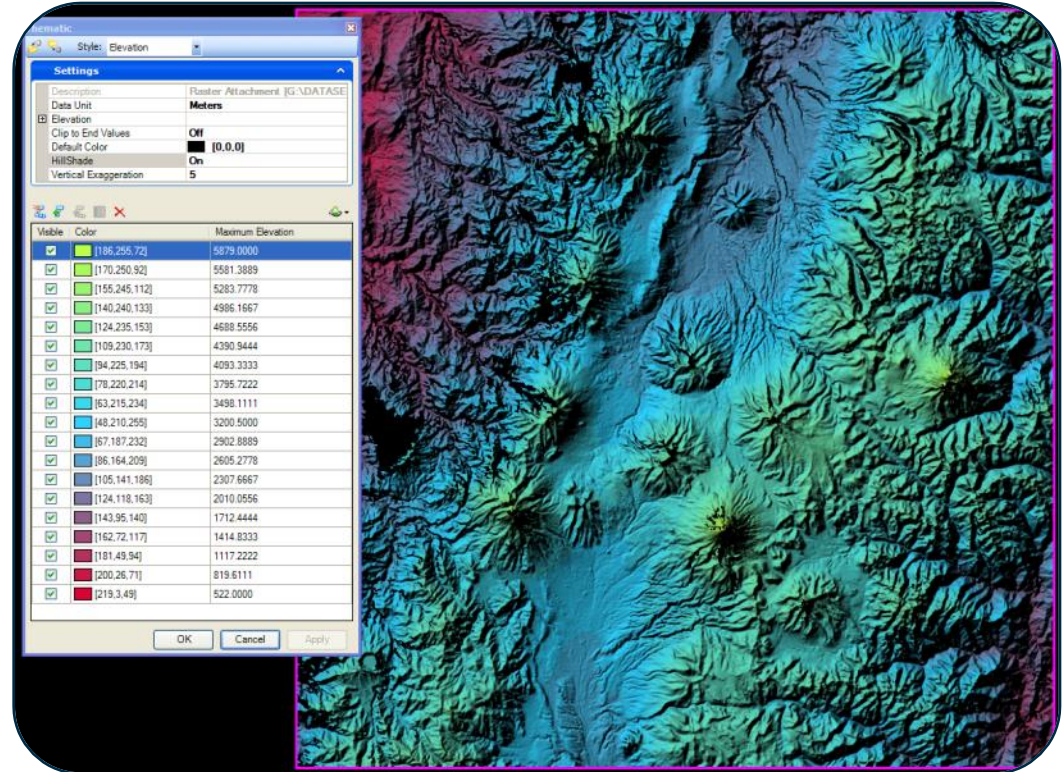 hematic
Style: Elevation
Settings
Description Raster Attachment [G:\DATASE
Data Unit Meters
Elevation
Clip to End Values Off
Default Color [0,0,0]
HillShade On
Vertical Exaggeration 5
Visible Color Maximum Elevation
[186,255,72] 5879.0000
[170,250,92] 5581.3889
[155,245,112] 5283.7778
[140,240,133] 4986.1667
[124,235,153] 4688.5556
[109,230,173] 4390.9444
[94,225,194] 4093.3333
[78,220,214] 3795.7222
[63,215,234] 3498.1111
[48,210,255] 3200.5000
[67,187,232] 2902.8889
[86,164,209] 2605.2778
[105,141,186] 2307.6667
[124,118,163] 2010.0556
[143,95,140] 1712.4444
[162,72,117] 1414.8333
[181,49,94] 1117.2222
[200,26,71] 819.6111
[219,3,49] 522.0000
OK Cancel Apply